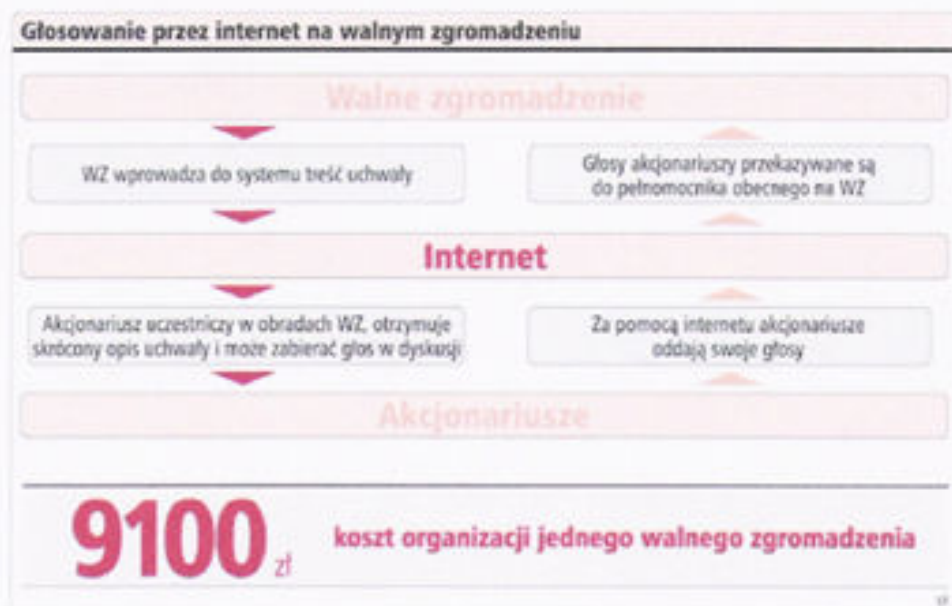 Głosowanie przez internet na walnym zgromadzeniu
Walne zgromadzenie
WZ wprowadza do systemu treść uchwały
Głosy akcjonariuszy przekazywane są
do pełnomocnika obecnego na WZ
Internet
Akcjonariusz uczestniczy w obradach WZ, otrzymuje
skrócony opis uchwały i może zabierać głos w dyskusji
Za pomocą internetu akcjonariusze
oddają swoje głosy
Akcjonariusze
9100 zł
koszt organizacji jednego walnego zgromadzenia